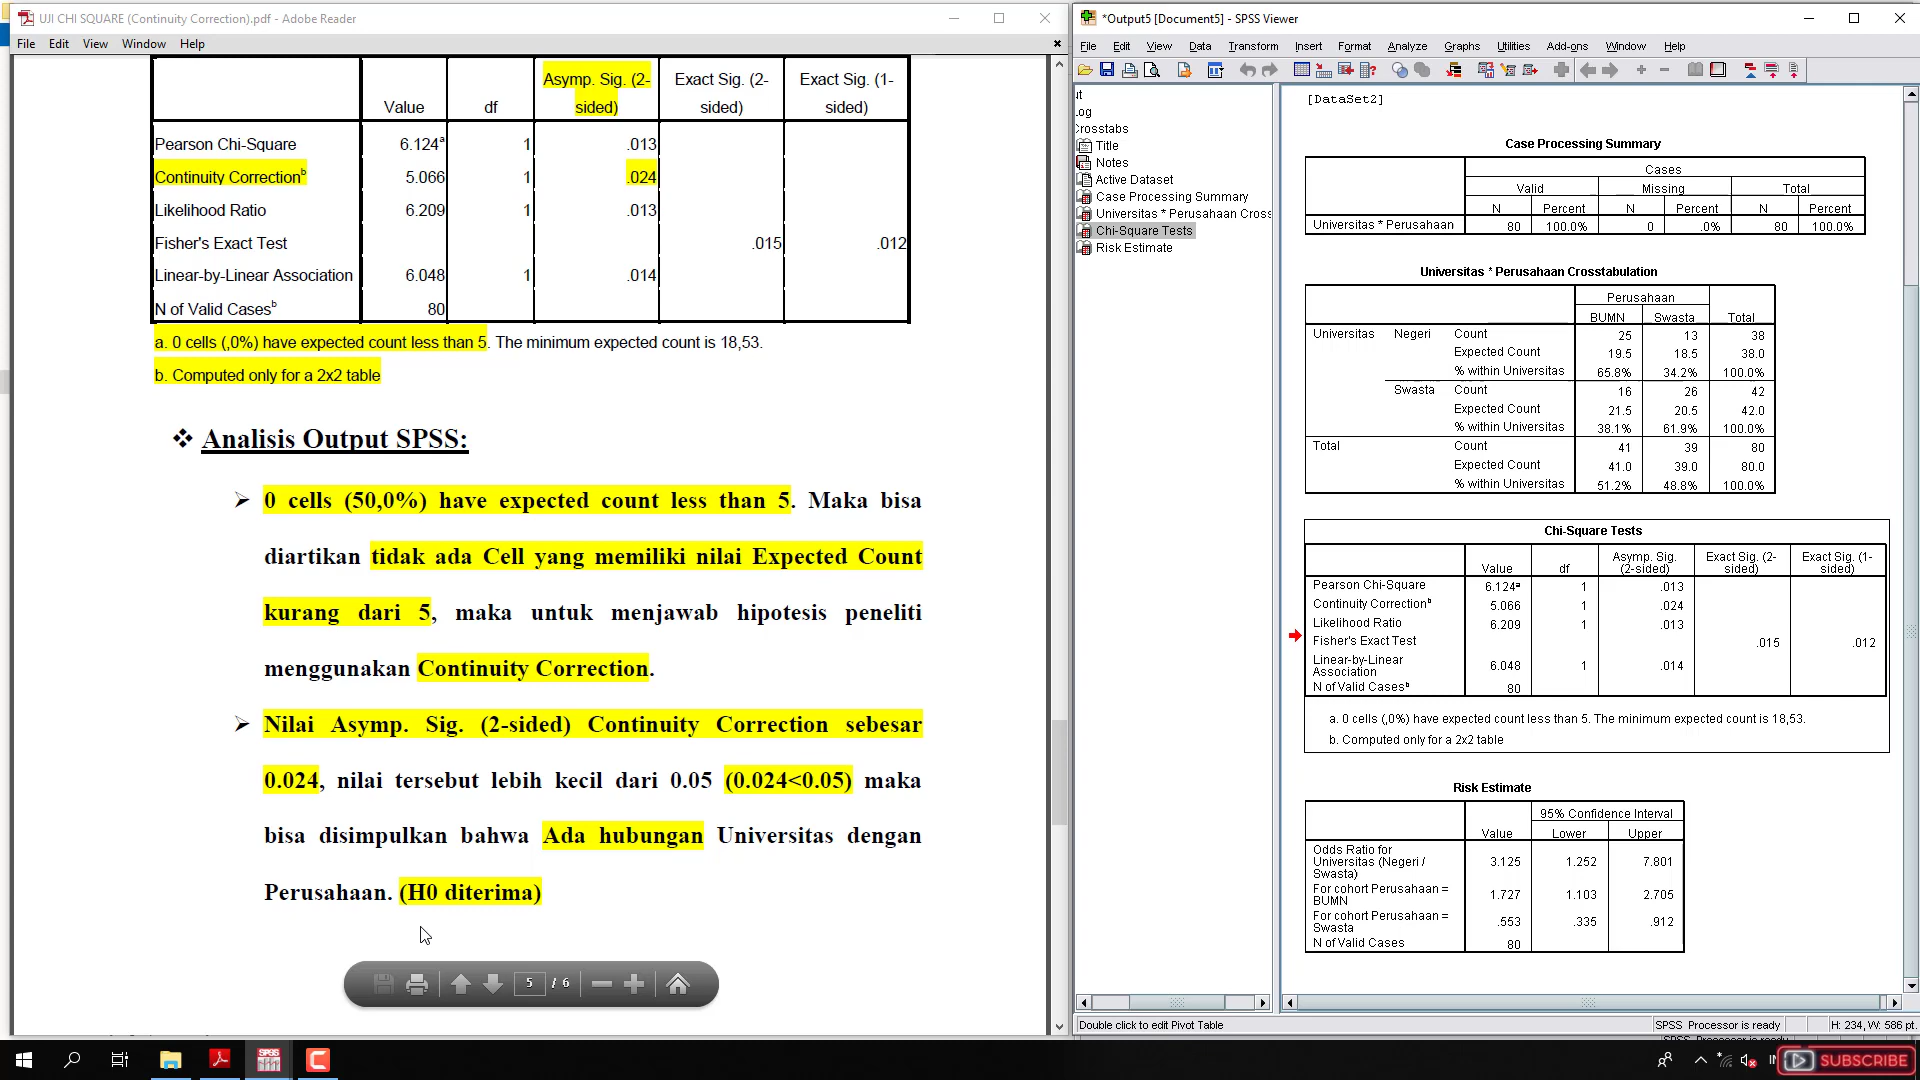 UJI CHI SQUARE (Continuity Correction).pdf - Adobe Reader
File Edit View Window Help
Value df Asymp. Sig. (2-sided) Exact Sig. (2-sided) Exact Sig. (1-sided)
Pearson Chi-Square 6.124a 1 .013
Continuity Correctionb 5.066 1 .024
Likelihood Ratio 6.209 1 .013
Fisher's Exact Test .015 .012
Linear-by-Linear Association 6.048 1 .014
N of Valid Casesb 80
a. 0 cells (,0%) have expected count less than 5. The minimum expected count is 18,53.
b. Computed only for a 2x2 table
❖ Analisis Output SPSS:
➢ 0 cells (50,0%) have expected count less than 5. Maka bisa
diartikan tidak ada Cell yang memiliki nilai Expected Count
kurang dari 5, maka untuk menjawab hipotesis peneliti
menggunakan Continuity Correction.
➢ Nilai Asymp. Sig. (2-sided) Continuity Correction sebesar
0.024, nilai tersebut lebih kecil dari 0.05 (0.024<0.05) maka
bisa disimpulkan bahwa Ada hubungan Universitas dengan
Perusahaan. (H0 diterima)
5 / 6
*Output5 [Document5] - SPSS Viewer
File Edit View Data Transform Insert Format Analyze Graphs Utilities Add-ons Window Help
ut
og
Crosstabs
Title
Notes
Active Dataset
Case Processing Summary
Universitas * Perusahaan Cross
Chi-Square Tests
Risk Estimate
[DataSet2]
Case Processing Summary
Cases
Valid Missing Total
N Percent N Percent N Percent
Universitas * Perusahaan 80 100.0% 0 .0% 80 100.0%
Universitas * Perusahaan Crosstabulation
Perusahaan
BUMN Swasta Total
Universitas Negeri Count 25 13 38
Expected Count 19.5 18.5 38.0
% within Universitas 65.8% 34.2% 100.0%
Swasta Count 16 26 42
Expected Count 21.5 20.5 42.0
% within Universitas 38.1% 61.9% 100.0%
Total Count 41 39 80
Expected Count 41.0 39.0 80.0
% within Universitas 51.2% 48.8% 100.0%
Chi-Square Tests
Value df Asymp. Sig. (2-sided) Exact Sig. (2-sided) Exact Sig. (1-sided)
Pearson Chi-Square 6.124a 1 .013
Continuity Correctionb 5.066 1 .024
Likelihood Ratio 6.209 1 .013
Fisher's Exact Test .015 .012
Linear-by-Linear Association 6.048 1 .014
N of Valid Casesb 80
a. 0 cells (,0%) have expected count less than 5. The minimum expected count is 18,53.
b. Computed only for a 2x2 table
Risk Estimate
95% Confidence Interval
Value Lower Upper
Odds Ratio for Universitas (Negeri / Swasta) 3.125 1.252 7.801
For cohort Perusahaan = BUMN 1.727 1.103 2.705
For cohort Perusahaan = Swasta .553 .335 .912
N of Valid Cases 80
Double click to edit Pivot Table SPSS Processor is ready H: 234, W: 586 pt.
SPSS
SUBSCRIBE